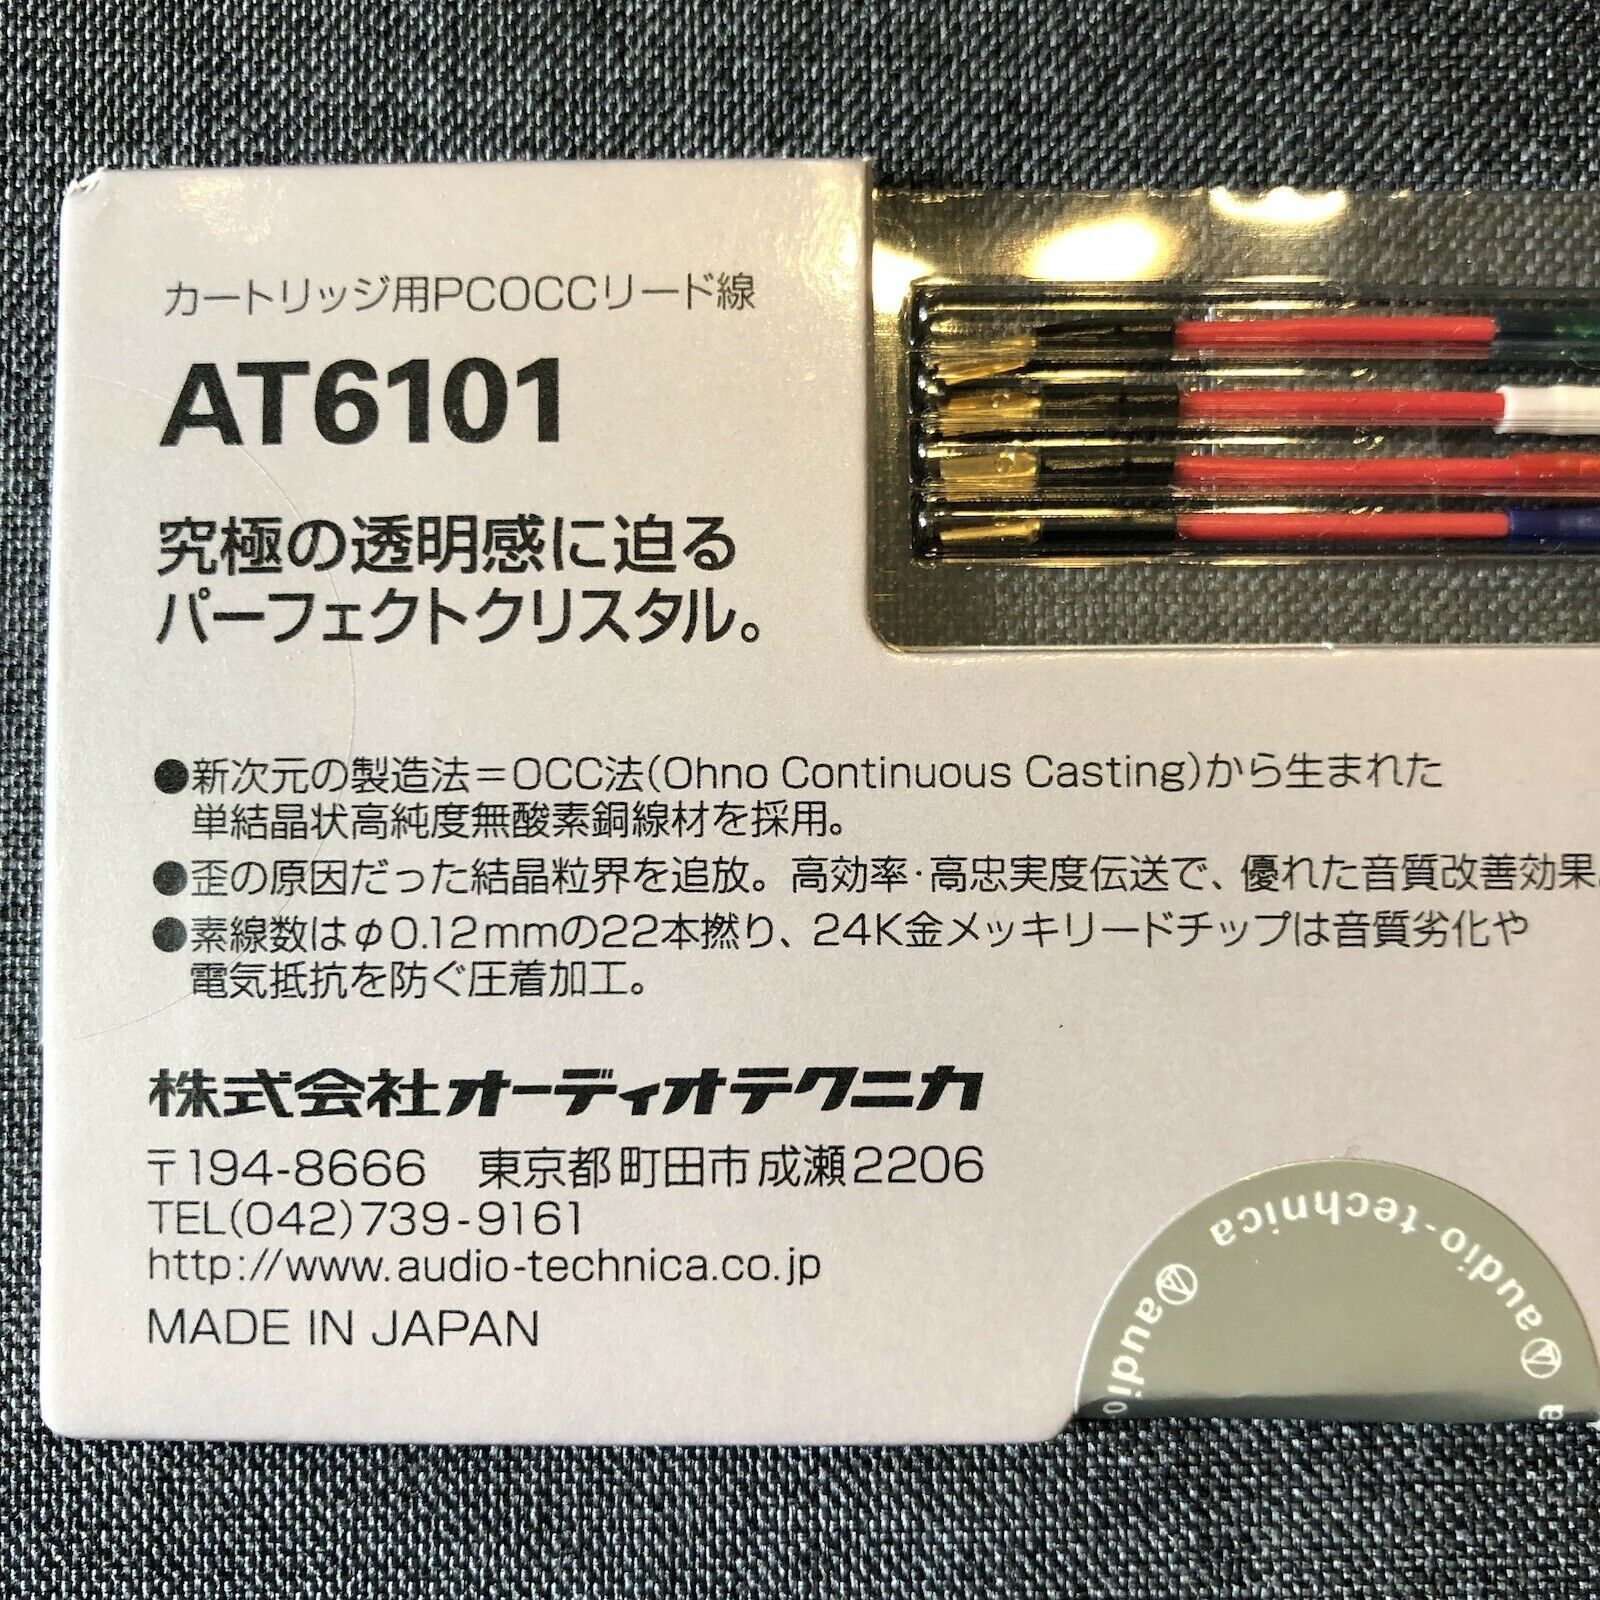 カートリッジ用PCOCCリード線
AT6101
究極の透明感に迫る
パーフェクトクリスタル。
●新次元の製造法＝OCC法(Ohno Continuous Casting)から生まれた
単結晶状高純度無酸素銅線材を採用。
●歪の原因だった結晶粒界を追放。高効率·高忠実度伝送で、優れた音質改善効果。
●素線数はφ0.12mmの22本撚り、24K金メッキリードチップは音質劣化や
電気抵抗を防ぐ圧着加工。
株式会社オーディオテクニカ
〒194-8666 東京都町田市成瀬2206
TEL(042)739-9161
http://www.audio-technica.co.jp
MADE IN JAPAN
audio-technica
audio
a